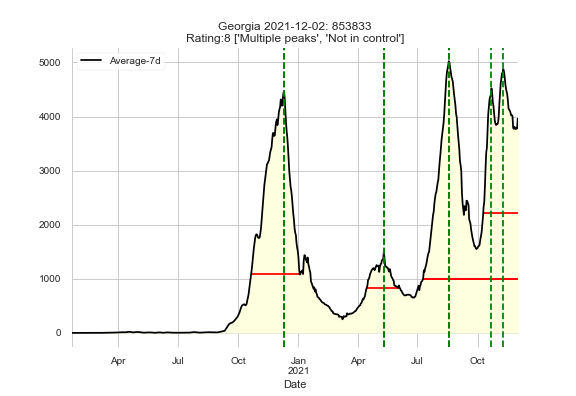 Georgia 2021-12-02: 853833
Rating:8 ['Multiple peaks', 'Not in control']
Average-7d
5000
4000
3000
2000
1000
0
Apr Jul Oct Jan Apr Jul Oct
2021
Date